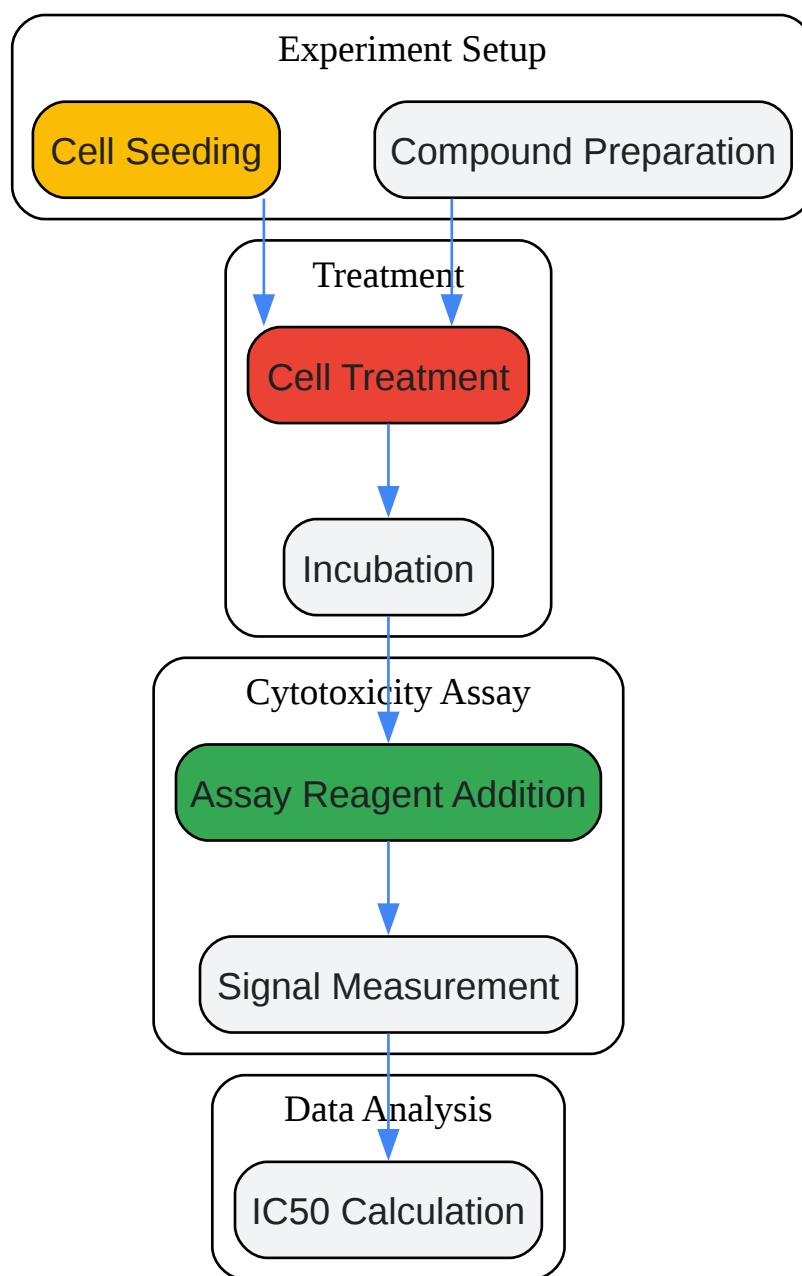 Experiment Setup
Cell Seeding
Compound Preparation
Treatment
Cell Treatment
Incubation
Cytotoxicity Assay
Assay Reagent Addition
Signal Measurement
Data Analysis
IC50 Calculation